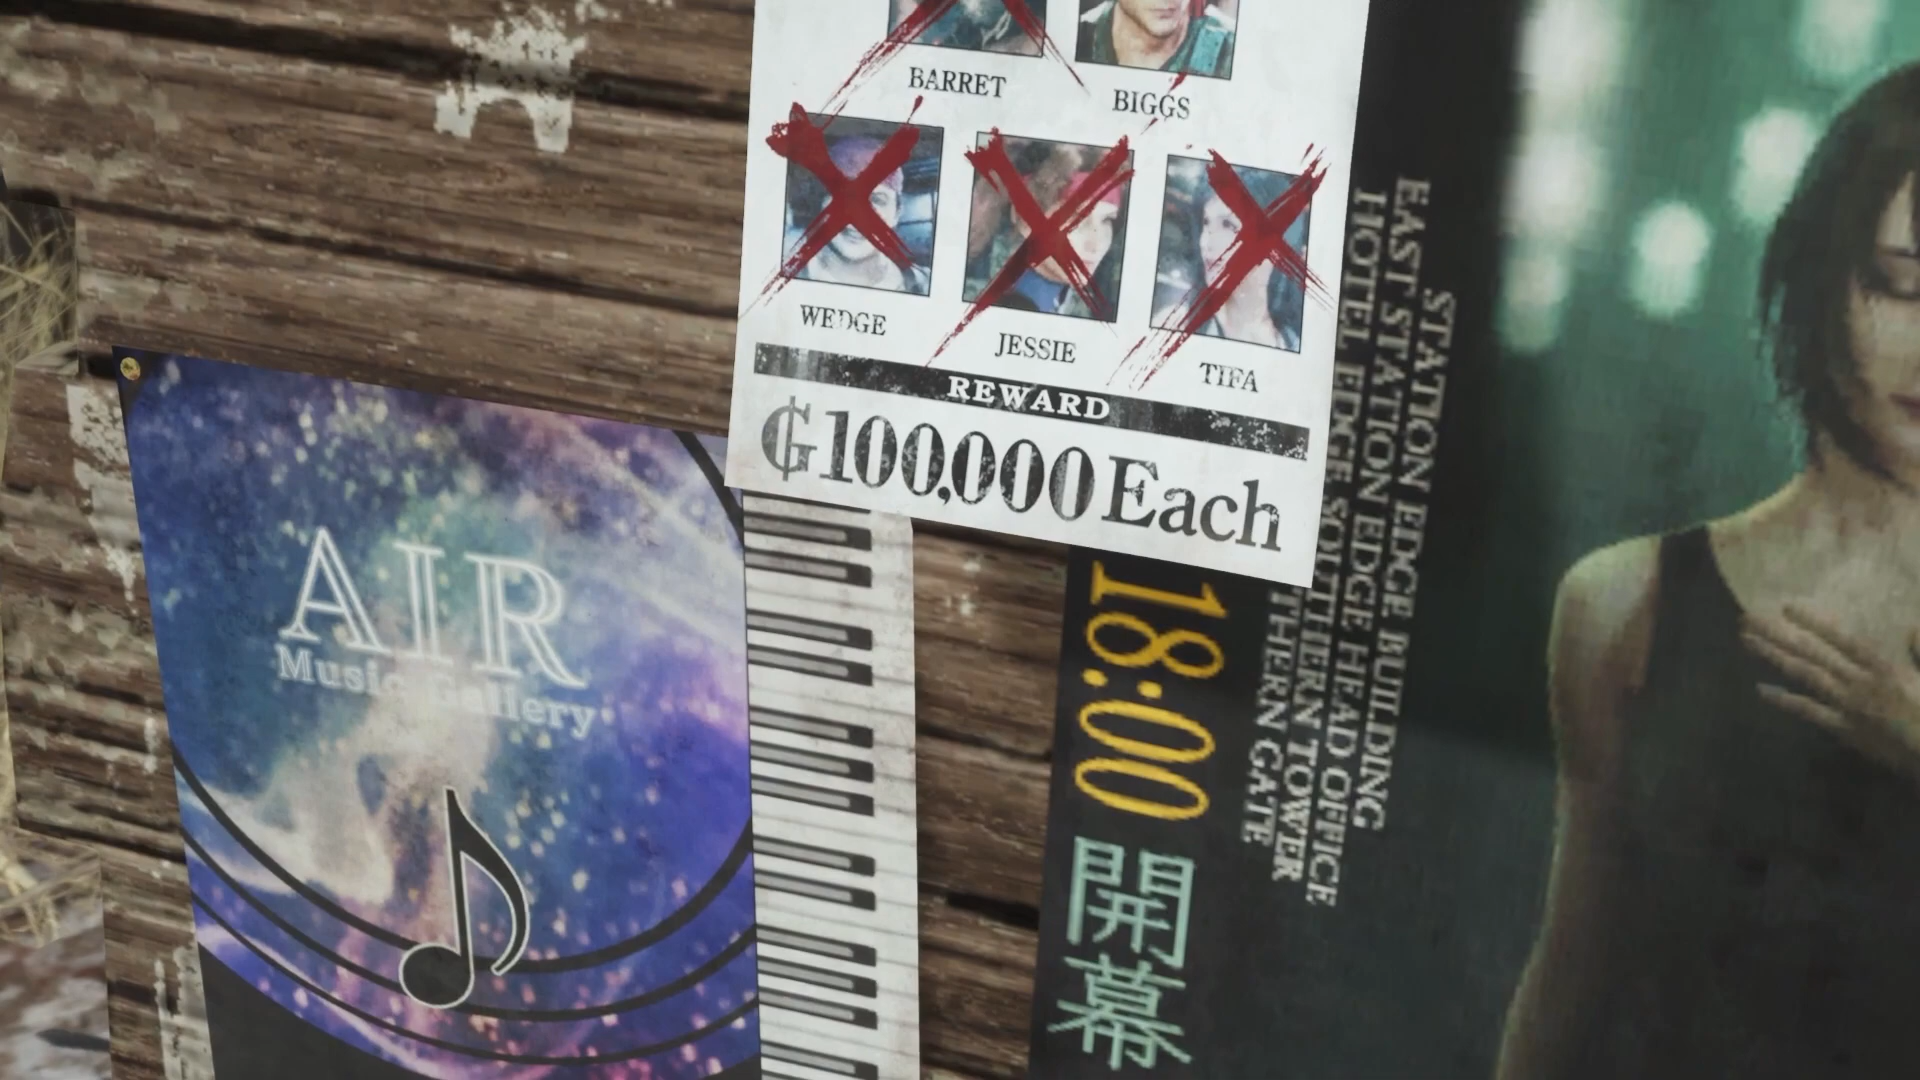 BARRET
BIGGS
WEDGE
JESSIE
TIFA
REWARD
₲100,000 Each
AIR
Music Gallery
18:00
開幕
STATION EDGE BUILDING
EAST STATION EDGE HEAD OFFICE
HOTEL EDGE SOUTHERN TOWER
THERN GATE